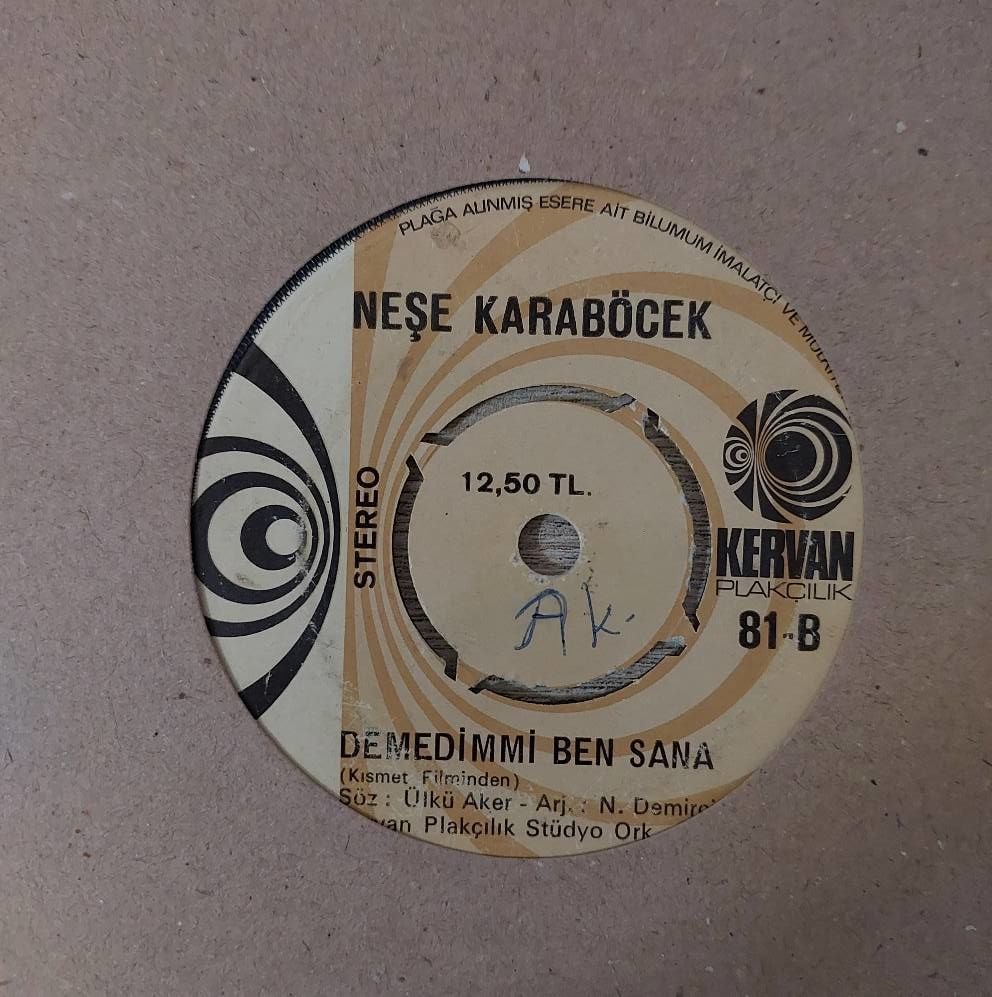 PLAĞA ALINMIŞ ESERE AİT BİLUMUM İMALATÇI VE
NEŞE KARABÖCEK
STEREO
12,50 TL.
KERVAN
PLAKÇILIK
81-B
Ak.
DEMEDİMMİ BEN SANA
(Kısmet Filminden)
Söz : Ülkü Aker - Arj. : N.
Plakçılık Stüdyo Ork